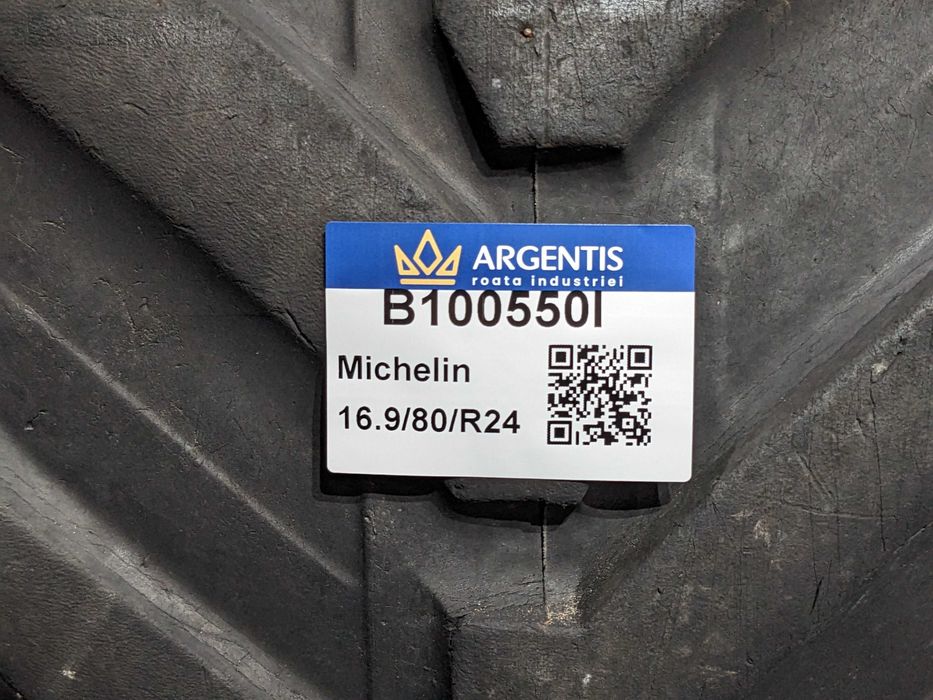 ARGENTIS
roata industriei
B100550I
Michelin
16.9/80/R24